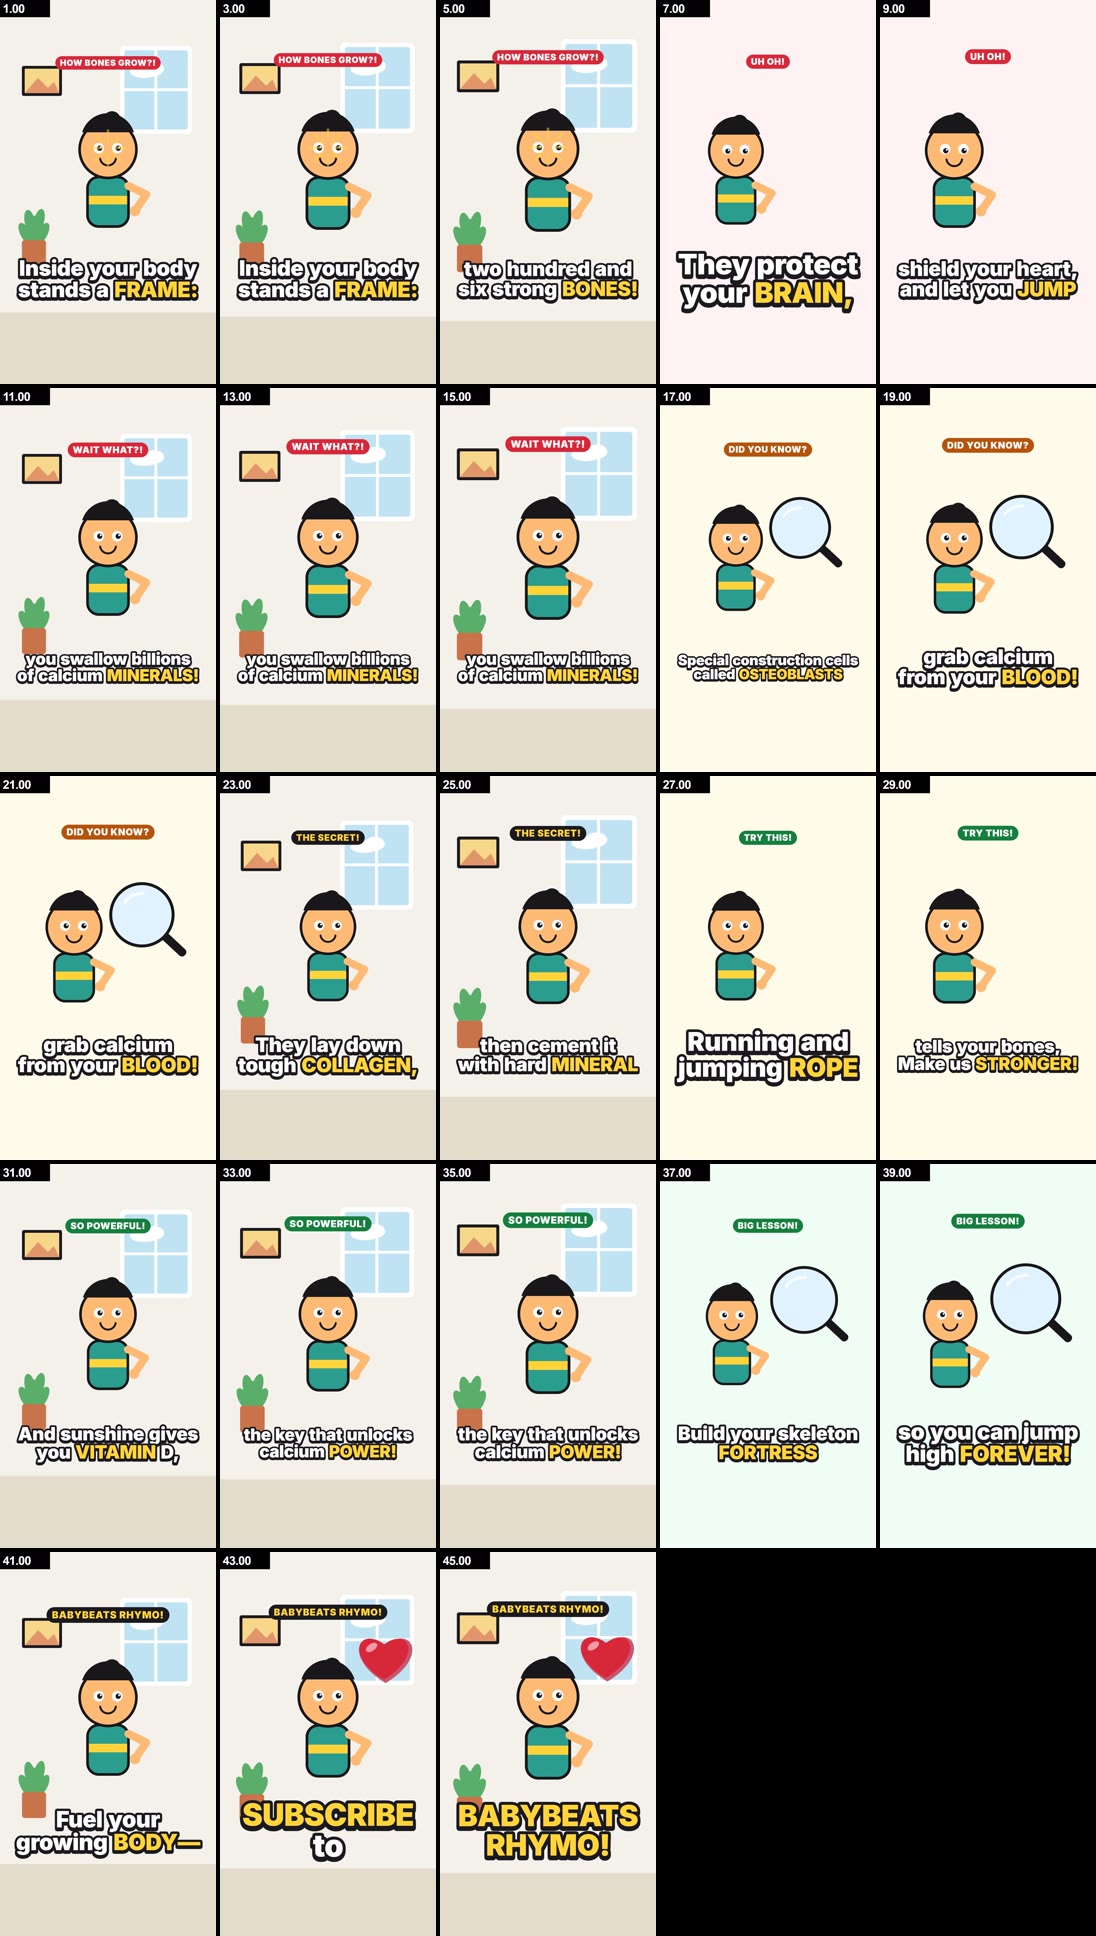 1.00
HOW BONES GROW?!
Inside your body
stands a FRAME:
3.00
HOW BONES GROW?!
Inside your body
stands a FRAME:
5.00
HOW BONES GROW?!
two hundred and
six strong BONES!
7.00
UH OH!
They protect
your BRAIN,
9.00
UH OH!
shield your heart,
and let you JUMP
11.00
WAIT WHAT?!
you swallow billions
of calcium MINERALS!
13.00
WAIT WHAT?!
you swallow billions
of calcium MINERALS!
15.00
WAIT WHAT?!
you swallow billions
of calcium MINERALS!
17.00
DID YOU KNOW?
Special construction cells
called OSTEOBLASTS
19.00
DID YOU KNOW?
grab calcium
from your BLOOD!
21.00
DID YOU KNOW?
grab calcium
from your BLOOD!
23.00
THE SECRET!
They lay down
tough COLLAGEN,
25.00
THE SECRET!
then cement it
with hard MINERAL
27.00
TRY THIS!
Running and
jumping ROPE
29.00
TRY THIS!
tells your bones,
Make us STRONGER!
31.00
SO POWERFUL!
And sunshine gives
you VITAMIN D,
33.00
SO POWERFUL!
the key that unlocks
calcium POWER!
35.00
SO POWERFUL!
the key that unlocks
calcium POWER!
37.00
BIG LESSON!
Build your skeleton
FORTRESS
39.00
BIG LESSON!
so you can jump
high FOREVER!
41.00
BABYBEATS RHYMO!
Fuel your
growing BODY—
43.00
BABYBEATS RHYMO!
SUBSCRIBE
to
45.00
BABYBEATS RHYMO!
BABYBEATS
RHYMO!